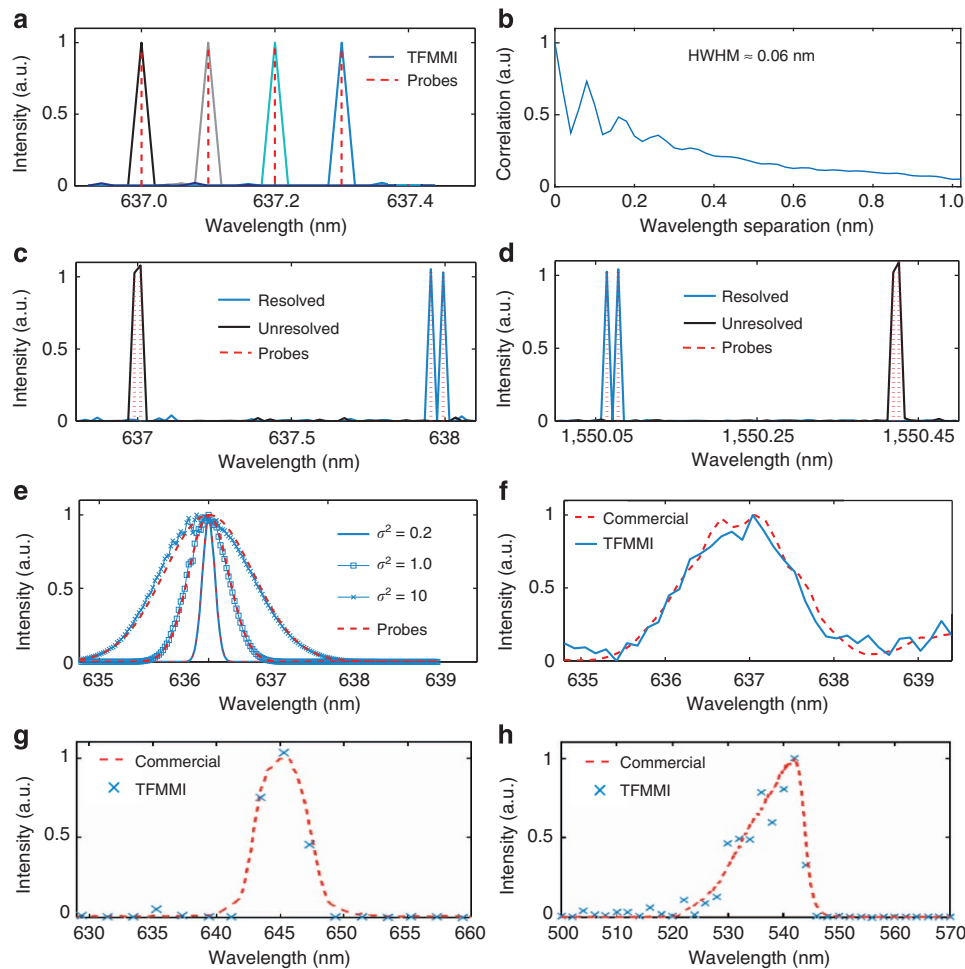 a
Intensity (a.u.)
1
0.5
0
TFMMI
Probes
637.0
637.2
637.4
Wavelength (nm)
b
Correlation (a.u)
1
0.5
0
HWHM ≈ 0.06 nm
0
0.2
0.4
0.6
0.8
1.0
Wavelength separation (nm)
c
Intensity (a.u.)
1
0.5
0
Resolved
Unresolved
Probes
637
637.5
638
Wavelength (nm)
d
Intensity (a.u.)
1
0.5
0
Resolved
Unresolved
Probes
1,550.05
1,550.25
1,550.45
Wavelength (nm)
e
Intensity (a.u.)
1
0.5
0
σ² = 0.2
σ² = 1.0
σ² = 10
Probes
635
636
637
638
639
Wavelength (nm)
f
Intensity (a.u.)
1
0.5
0
Commercial
TFMMI
635
636
637
638
639
Wavelength (nm)
g
Intensity (a.u.)
1
0.5
0
Commercial
TFMMI
630
635
640
645
650
655
660
Wavelength (nm)
h
Intensity (a.u.)
1
0.5
0
Commercial
TFMMI
500
510
520
530
540
550
560
570
Wavelength (nm)